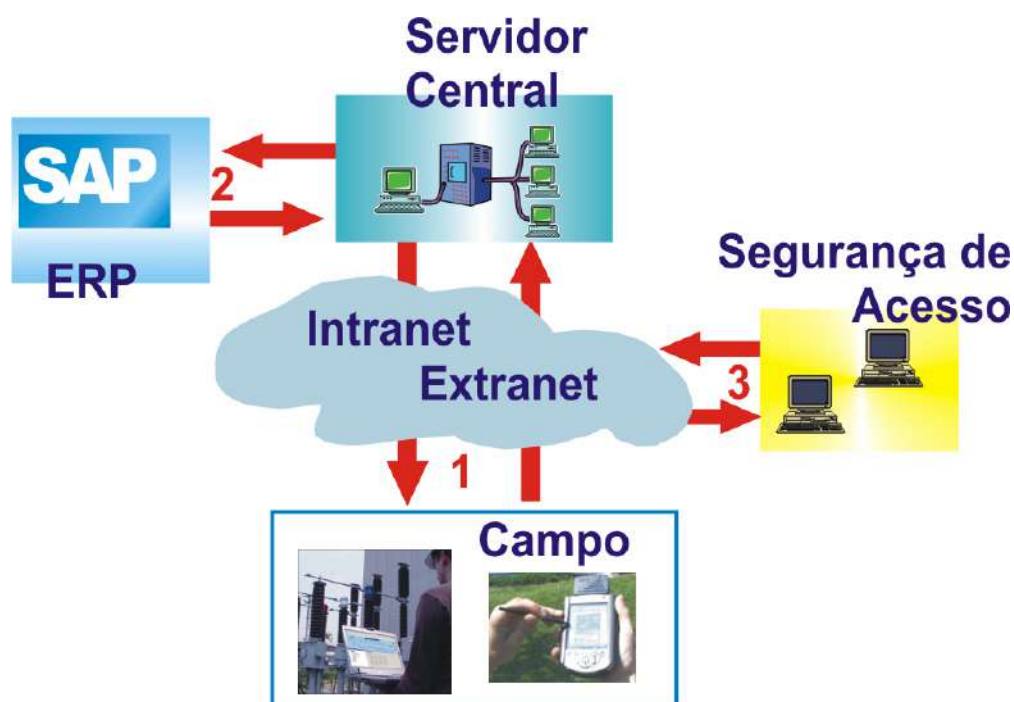 Servidor
Central
SAP
2
ERP
Segurança de
Acesso
Intranet
Extranet
3
1
Campo